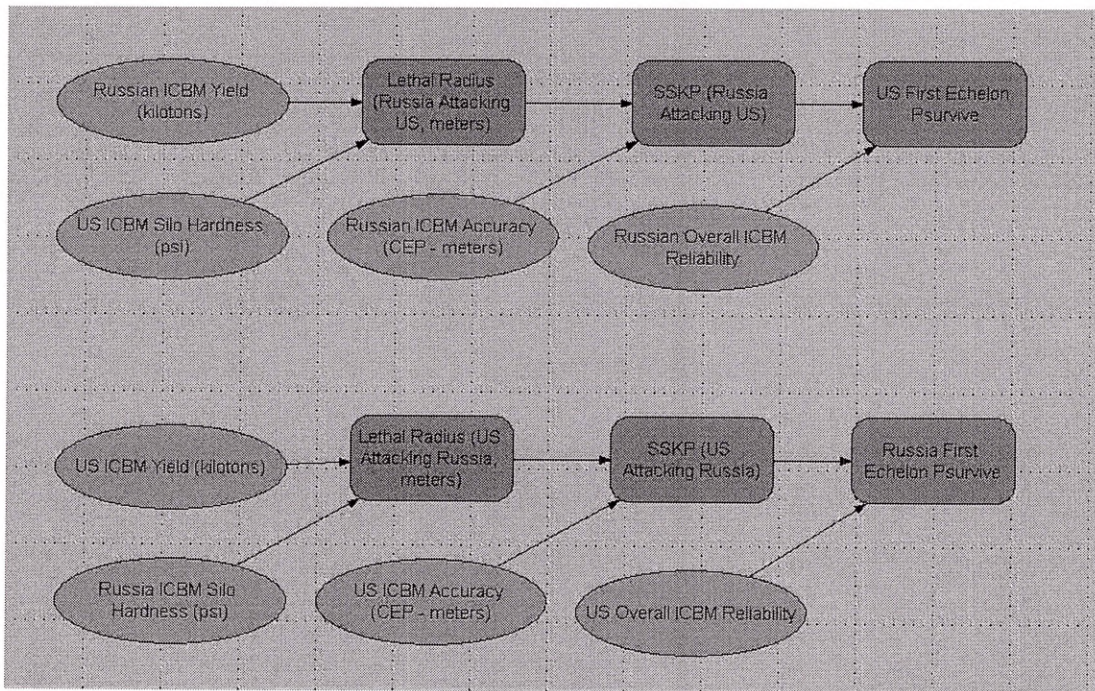 Russian ICBM Yield
(kilotons)
Lethal Radius
(Russia Attacking
US, meters)
SSKP (Russia
Attacking US)
US First Echelon
Psurvive
US ICBM Silo Hardness
(psi)
Russian ICBM Accuracy
(CEP - meters)
Russian Overall ICBM
Reliability
US ICBM Yield (kilotons)
Lethal Radius (US
Attacking Russia,
meters)
SSKP (US
Attacking Russia)
Russia First
Echelon Psurvive
Russia ICBM Silo
Hardness (psi)
US ICBM Accuracy
(CEP - meters)
US Overall ICBM Reliability